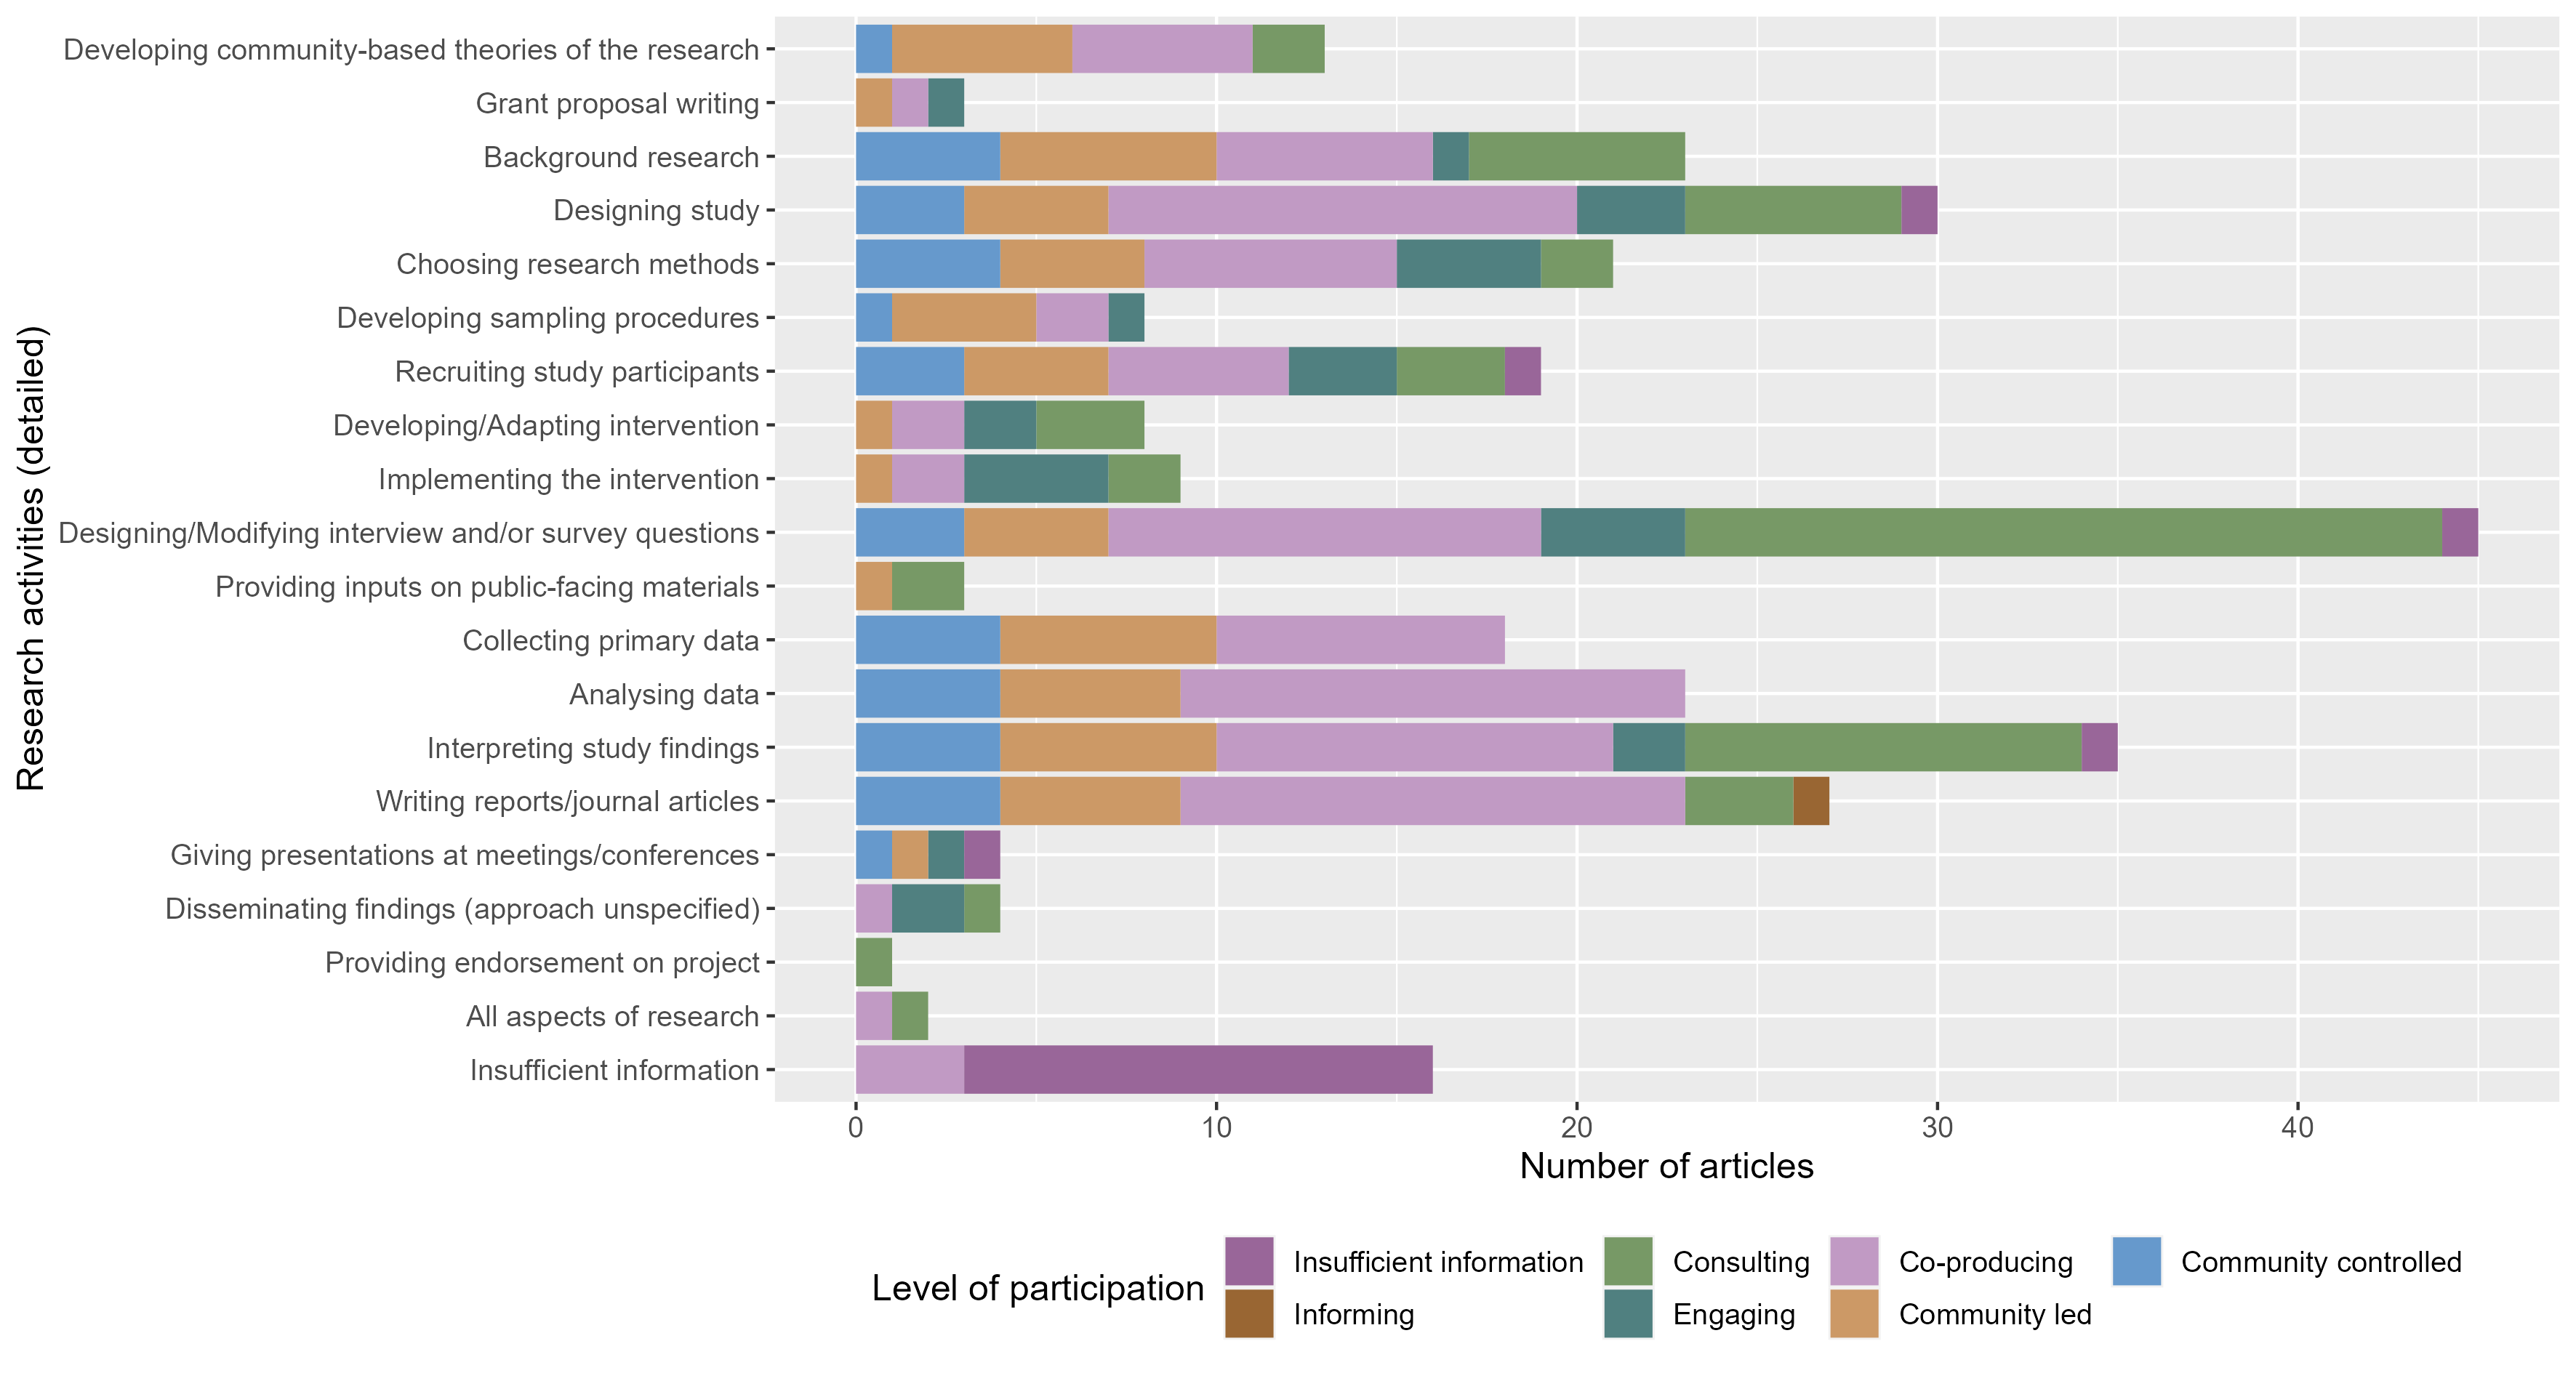 Research activities (detailed)
Developing community-based theories of the research
Grant proposal writing
Background research
Designing study
Choosing research methods
Developing sampling procedures
Recruiting study participants
Developing/Adapting intervention
Implementing the intervention
Designing/Modifying interview and/or survey questions
Providing inputs on public-facing materials
Collecting primary data
Analysing data
Interpreting study findings
Writing reports/journal articles
Giving presentations at meetings/conferences
Disseminating findings (approach unspecified)
Providing endorsement on project
All aspects of research
Insufficient information
0 10 20 30 40
Number of articles
Level of participation
Insufficient information Consulting Co-producing Community controlled
Informing Engaging Community led